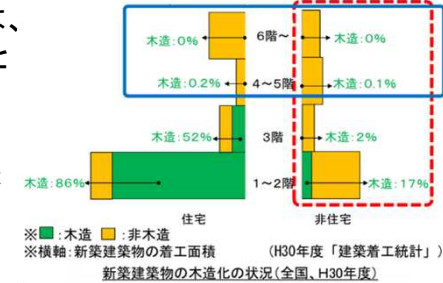 は、
と
木造:0% 6階~ 木造:0%
木造:0.2% 4~5階 木造:0.1%
木造:52% 3階 木造:2%
木造:86% 1~2階 木造:17%
住宅 非住宅
※■:木造 ■:非木造
※横軸:新築建築物の着工面積 (H30年度「建築着工統計」)
新築建築物の木造化の状況(全国、H30年度)